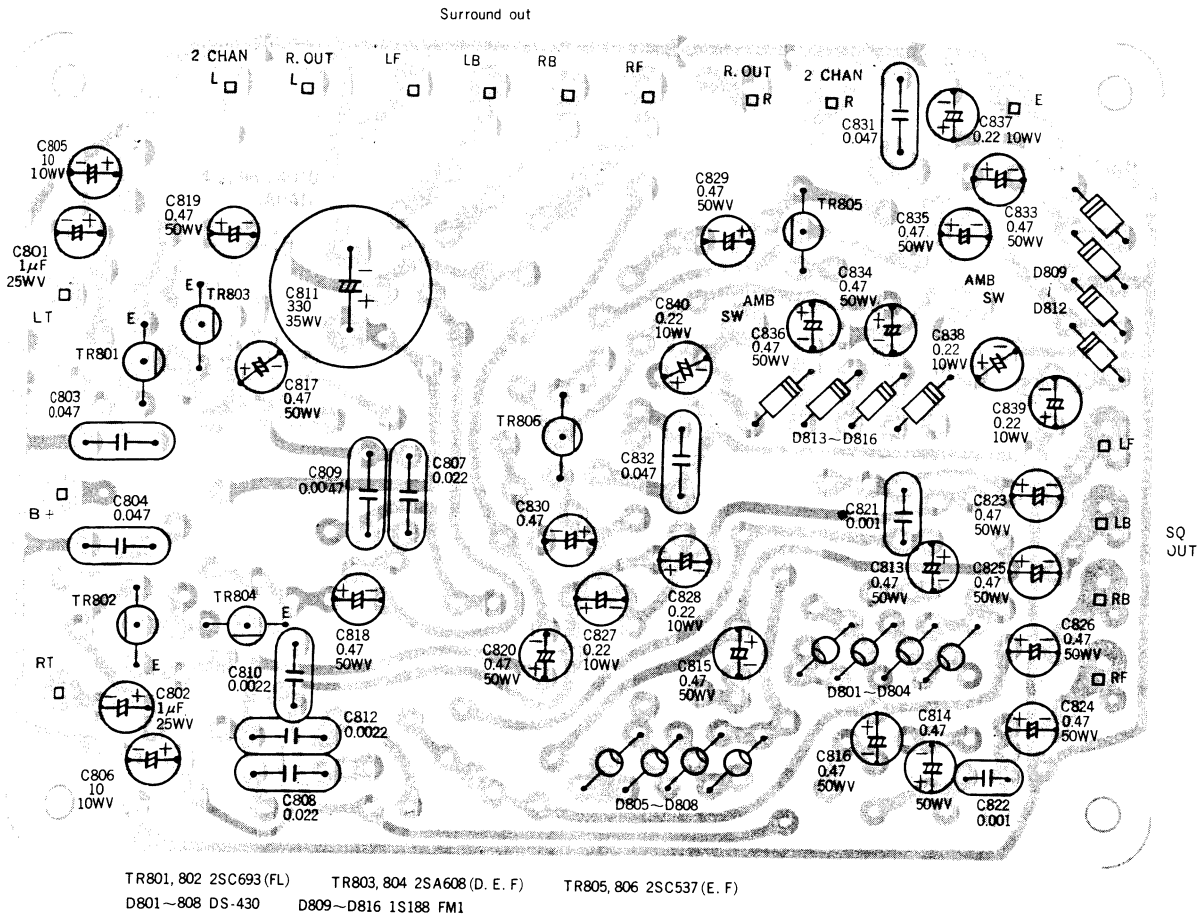 Surround out
2 CHAN
L
R. OUT
L
LF
LB
RB
RF
R. OUT
R
2 CHAN
R
E
C831
0.047
C837
0.22 10WV
C805
10
10WV
C819
0.47
50WV
C829
0.47
50WV
TR805
C835
0.47
50WV
C833
0.47
50WV
C801
1μF
25WV
LT
E
TR803
C811
330
35WV
C834
0.47
50WV
AMB
SW
D809
~
D812
AMB
SW
C840
0.22
10WV
C836
0.47
50WV
C838
0.22
10WV
E
TR801
C817
0.47
50WV
C803
0.047
C839
0.22
10WV
TR806
D813~D816
LF
C809
0.0047
C807
0.022
C832
0.047
B +
C804
0.047
C830
0.47
C821
0.001
C823
0.47
50WV
LB
SQ
OUT
C813
0.47
50WV
C825
0.47
50WV
TR802
E
TR804
E
C818
0.47
50WV
E
C828
0.22
10WV
C827
0.22
10WV
RB
C826
0.47
50WV
RT
C810
0.0022
C820
0.47
50WV
C815
0.47
50WV
D801~D804
RF
C802
1μF
25WV
C812
0.0022
C824
0.47
50WV
C814
0.47
50WV
C816
0.47
50WV
C806
10
10WV
C808
0.022
D805~D808
C822
0.001
TR801, 802 2SC693 (FL) TR803, 804 2SA608 (D. E. F) TR805, 806 2SC537 (E. F)
D801~808 DS-430 D809~D816 1S188 FM1